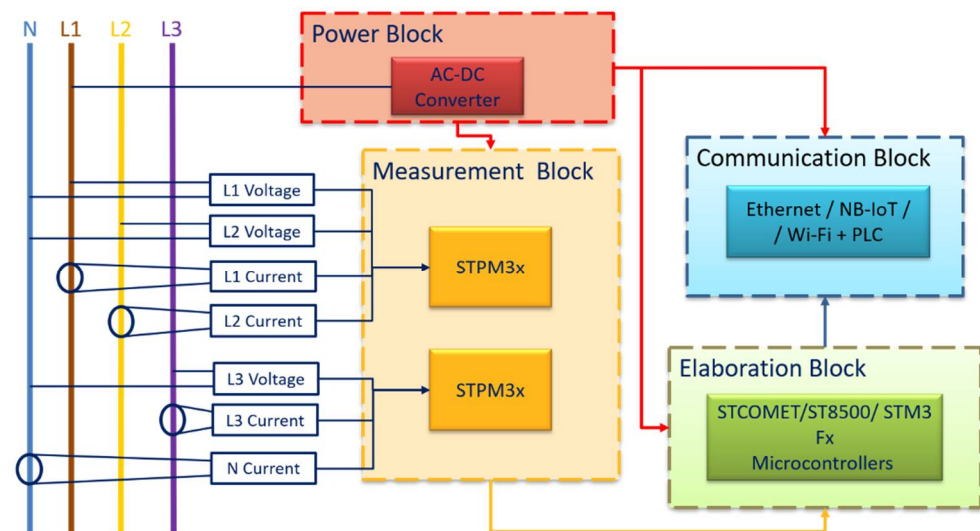 N L1 L2 L3
Power Block
AC-DC
Converter
Measurement Block
L1 Voltage
L2 Voltage
L1 Current
L2 Current
STPM3x
L3 Voltage
L3 Current
N Current
STPM3x
Communication Block
Ethernet / NB-IoT /
/ Wi-Fi + PLC
Elaboration Block
STCOMET/ST8500/ STM3
Fx
Microcontrollers